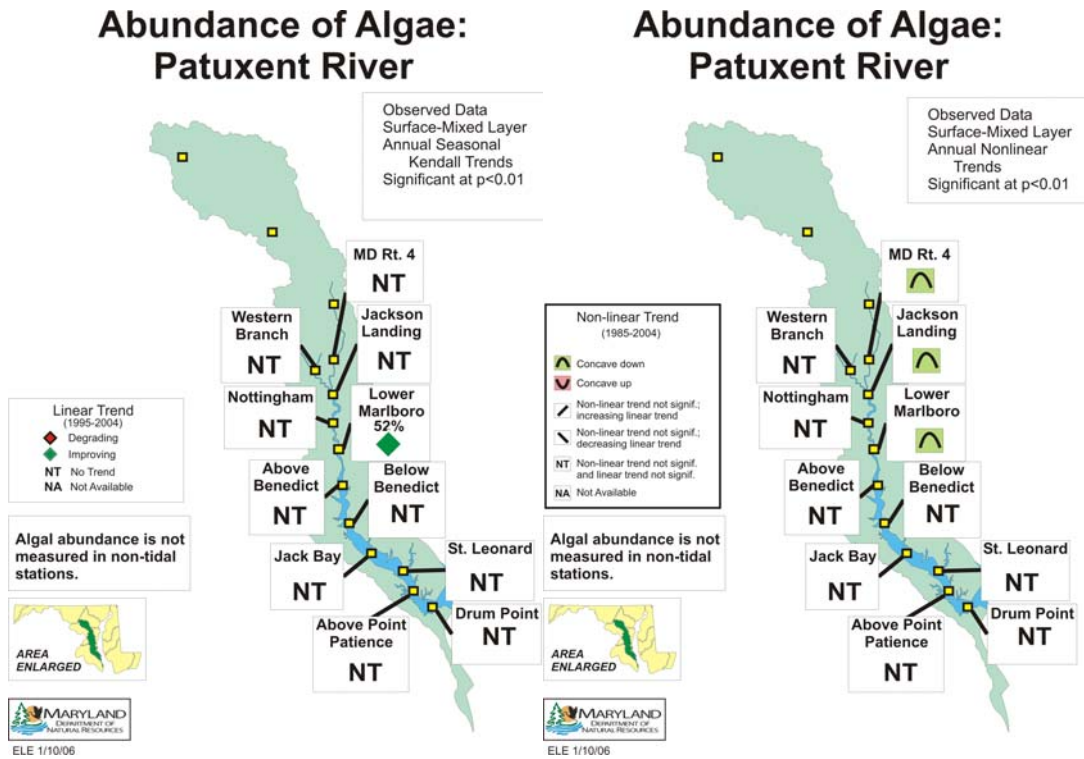 Abundance of Algae:
Patuxent River
Observed Data
Surface-Mixed Layer
Annual Seasonal
Kendall Trends
Significant at p<0.01
MD Rt. 4
NT
Western
Branch
NT
Jackson
Landing
NT
Nottingham
NT
Lower
Marlboro
52%
Linear Trend
(1995-2004)
Degrading
Improving
NT No Trend
NA Not Available
Above
Benedict
NT
Below
Benedict
NT
Algal abundance is not
measured in non-tidal
stations.
Jack Bay
NT
St. Leonard
NT
Above Point
Patience
NT
Drum Point
NT
AREA
ENLARGED
MARYLAND
DEPARTMENT OF
NATURAL RESOURCES
ELE 1/10/06
Abundance of Algae:
Patuxent River
Observed Data
Surface-Mixed Layer
Annual Nonlinear
Trends
Significant at p<0.01
MD Rt. 4
Non-linear Trend
(1985-2004)
Concave down
Concave up
Non-linear trend not signif.;
increasing linear trend
Non-linear trend not signif.;
decreasing linear trend
NT Non-linear trend not signif.
and linear trend not signif.
NA Not Available
Western
Branch
NT
Jackson
Landing
Nottingham
NT
Lower
Marlboro
Above
Benedict
NT
Below
Benedict
NT
Algal abundance is not
measured in non-tidal
stations.
Jack Bay
NT
St. Leonard
NT
Above Point
Patience
NT
Drum Point
NT
AREA
ENLARGED
MARYLAND
DEPARTMENT OF
NATURAL RESOURCES
ELE 1/10/06